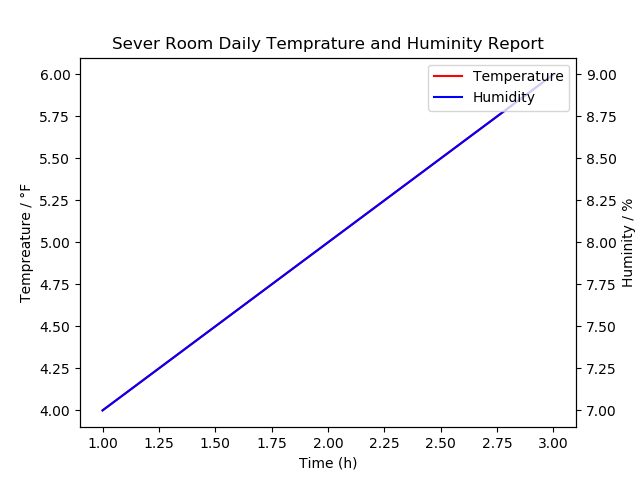 Sever Room Daily Temprature and Huminity Report
Temperature
Humidity
6.00
5.75
5.50
5.25
5.00
4.75
4.50
4.25
4.00
Tempreature / °F
9.00
8.75
8.50
8.25
8.00
7.75
7.50
7.25
7.00
Huminity / %
1.00 1.25 1.50 1.75 2.00 2.25 2.50 2.75 3.00
Time (h)